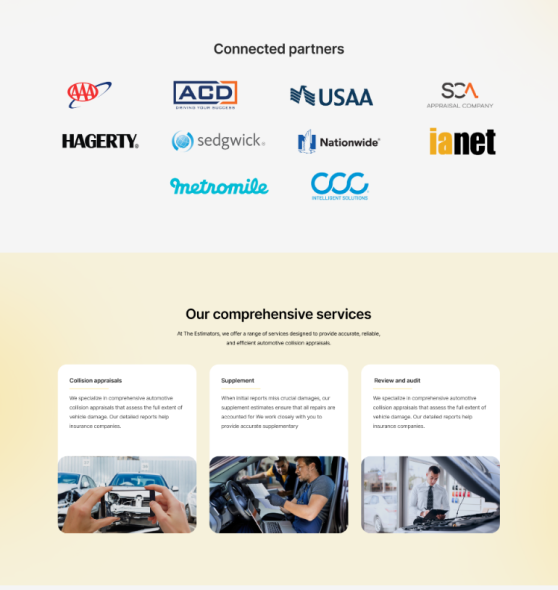 Connected partners
AAA
ACD
DRIVING YOUR SUCCESS
USAA
SCA
APPRAISAL COMPANY
HAGERTY®
sedgwick®
Nationwide®
ianet
metromile
CCC
INTELLIGENT SOLUTIONS
Our comprehensive services
At The Estimators, we offer a range of services designed to provide accurate, reliable,
and efficient automotive collision appraisals.
Collision appraisals
We specialize in comprehensive automotive
collision appraisals that assess the full extent of
vehicle damage. Our detailed reports help
insurance companies.
Supplement
When initial reports miss crucial damages, our
supplement estimates ensure that all repairs are
accounted for We work closely with you to
provide accurate supplementary
Review and audit
We specialize in comprehensive automotive
collision appraisals that assess the full extent of
vehicle damage. Our detailed reports help
insurance companies.